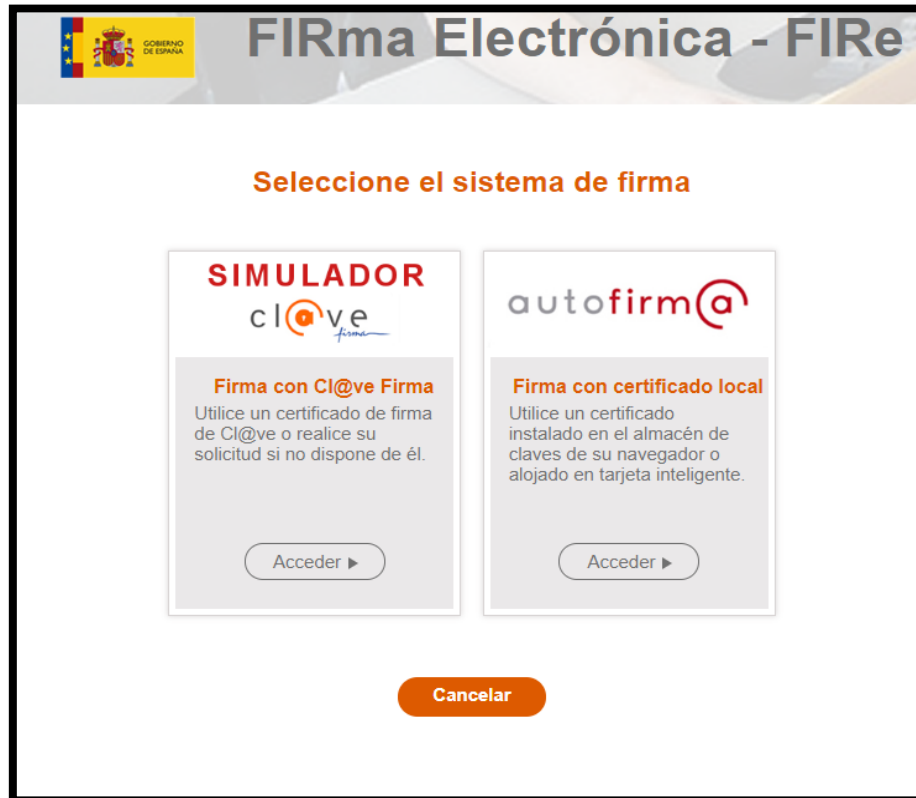 GOBIERNO
DE ESPAÑA
FIRma Electrónica - FIRe
Seleccione el sistema de firma
SIMULADOR
cl@ve
firma
autofirm@
Firma con Cl@ve Firma
Utilice un certificado de firma
de Cl@ve o realice su
solicitud si no dispone de él.
Acceder
Firma con certificado local
Utilice un certificado
instalado en el almacén de
claves de su navegador o
alojado en tarjeta inteligente.
Acceder
Cancelar